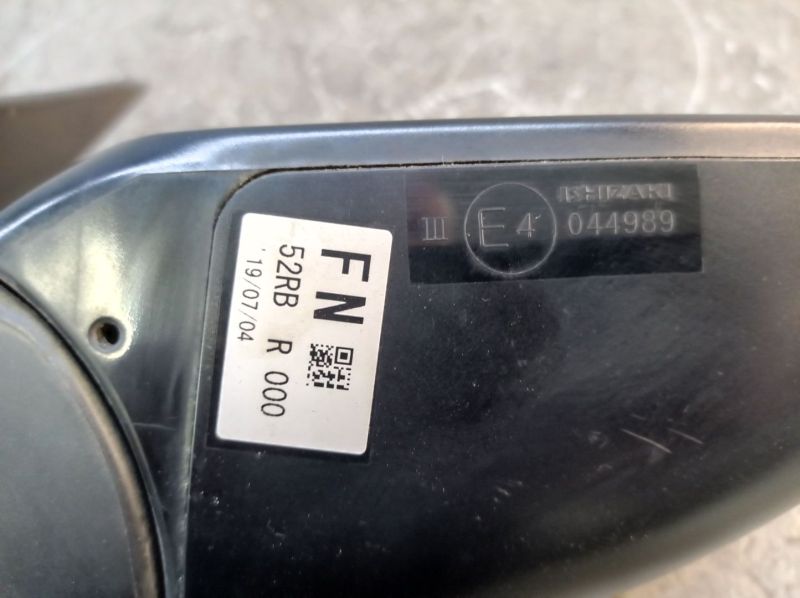 FN
52RB R 000
'19/07/04
ISHIZAKI
III E4 044989